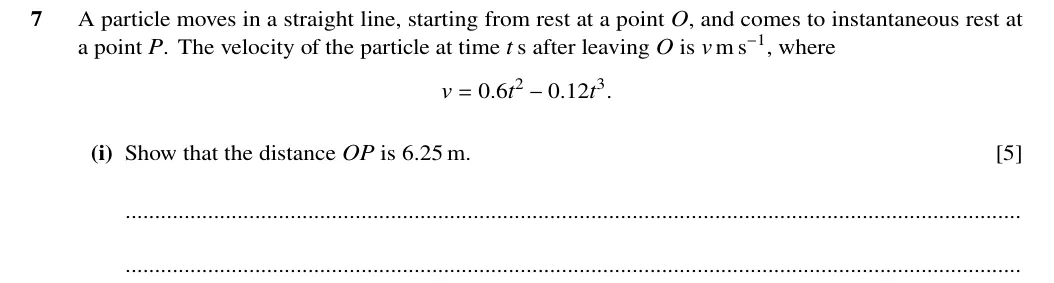 7 A particle moves in a straight line, starting from rest at a point O, and comes to instantaneous rest at
a point P. The velocity of the particle at time t s after leaving O is v m s⁻¹, where
v = 0.6t² – 0.12t³.
(i) Show that the distance OP is 6.25 m. [5]